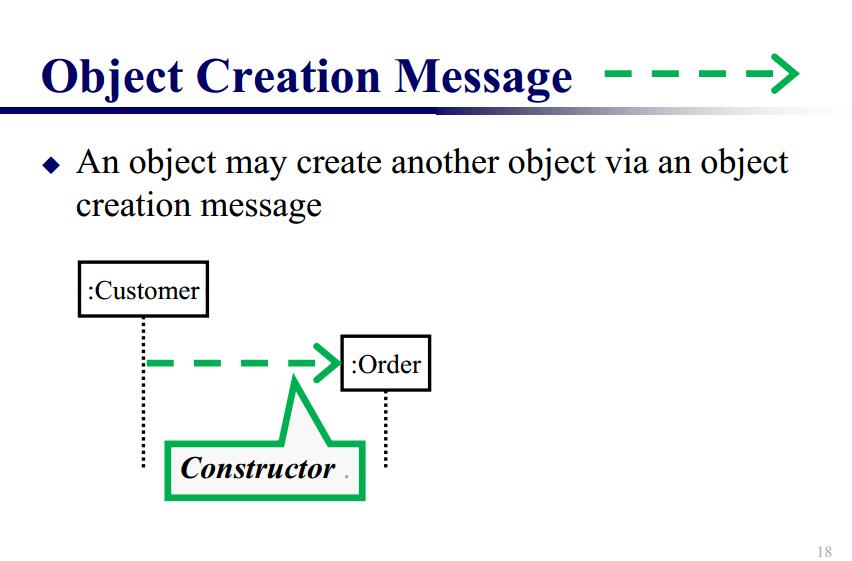 Object Creation Message
An object may create another object via an object
creation message
:Customer
:Order
Constructor .
18